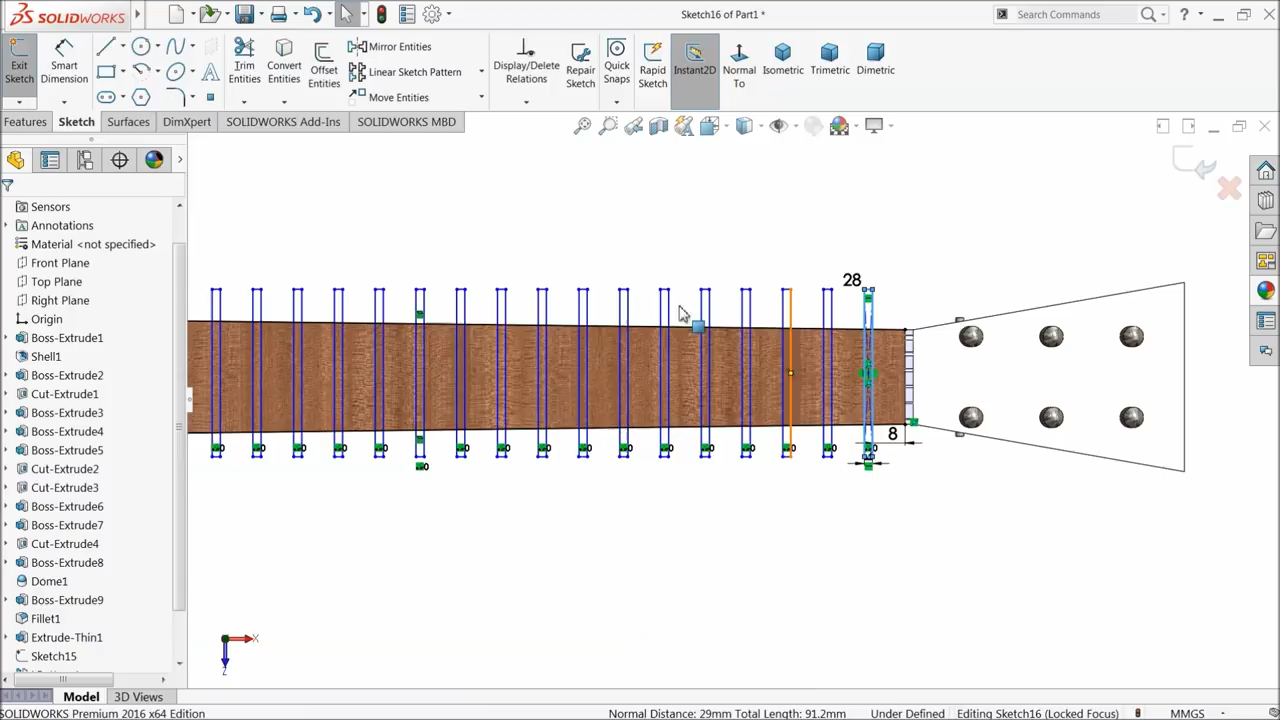 SOLIDWORKS
Sketch16 of Part1 *
Search Commands
?
Exit
Sketch
Smart
Dimension
Trim
Entities
Convert
Entities
Offset
Entities
Mirror Entities
Linear Sketch Pattern
Move Entities
Display/Delete
Relations
Repair
Sketch
Quick
Snaps
Rapid
Sketch
Instant2D
Normal
To
Isometric
Trimetric
Dimetric
Features
Sketch
Surfaces
DimXpert
SOLIDWORKS Add-Ins
SOLIDWORKS MBD
Sensors
Annotations
Material <not specified>
Front Plane
Top Plane
Right Plane
Origin
Boss-Extrude1
Shell1
Boss-Extrude2
Cut-Extrude1
Boss-Extrude3
Boss-Extrude4
Boss-Extrude5
Cut-Extrude2
Cut-Extrude3
Boss-Extrude6
Boss-Extrude7
Cut-Extrude4
Boss-Extrude8
Dome1
Boss-Extrude9
Fillet1
Extrude-Thin1
Sketch15
28
8
X
Z
Model
3D Views
SOLIDWORKS Premium 2016 x64 Edition
Normal Distance: 29mm Total Length: 91.2mm
Under Defined
Editing Sketch16 (Locked Focus)
MMGS